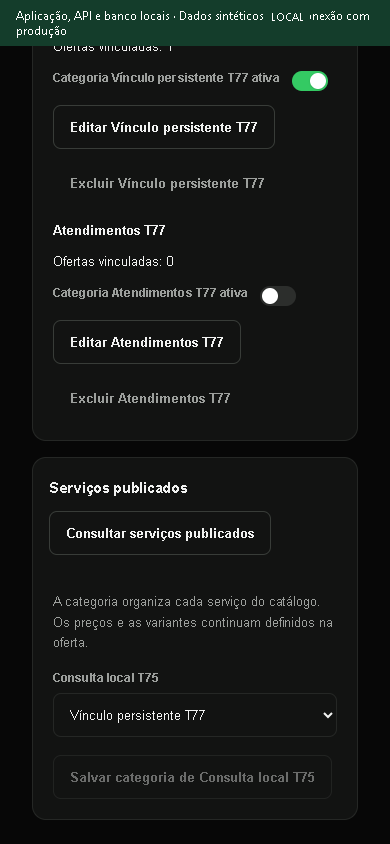 Aplicação, API e banco locais · Dados sintéticos LOCAL nexão com
produção
Ofertas vinculadas: 1
Categoria Vínculo persistente T77 ativa
Editar Vínculo persistente T77
Excluir Vínculo persistente T77
Atendimentos T77
Ofertas vinculadas: 0
Categoria Atendimentos T77 ativa
Editar Atendimentos T77
Excluir Atendimentos T77
Serviços publicados
Consultar serviços publicados
A categoria organiza cada serviço do catálogo.
Os preços e as variantes continuam definidos na
oferta.
Consulta local T75
Vínculo persistente T77
Salvar categoria de Consulta local T75